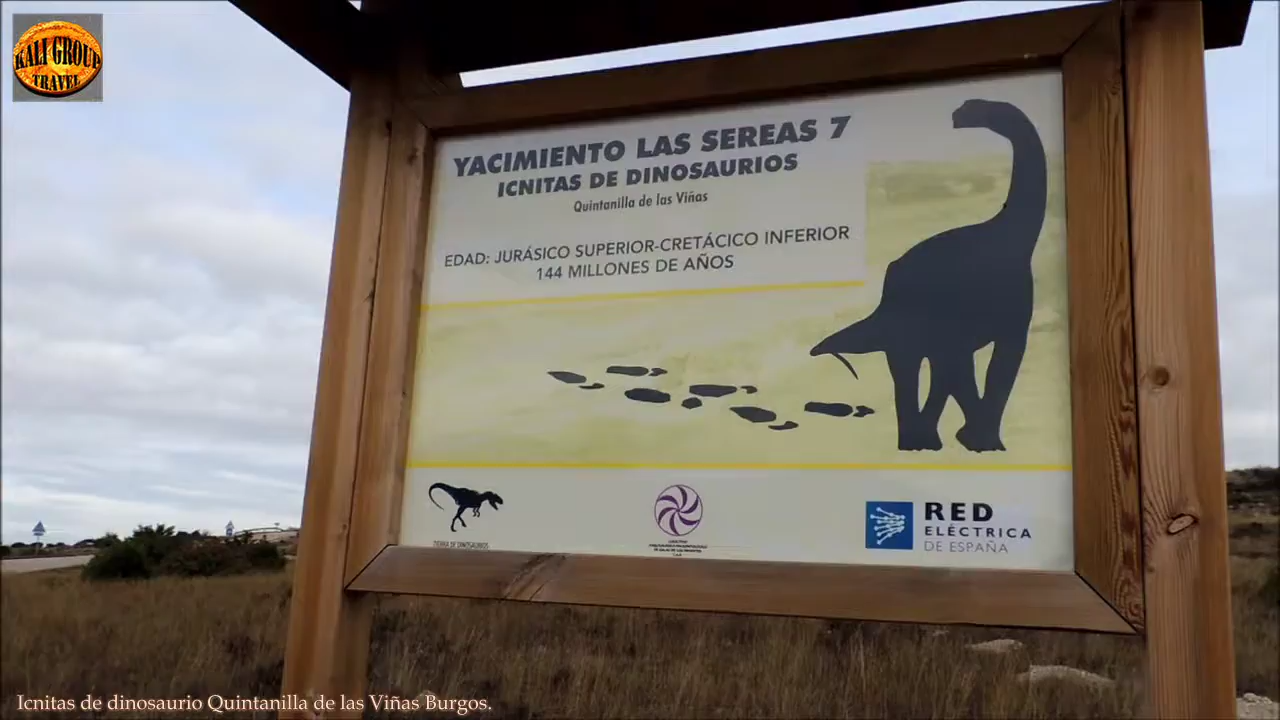 KALI GROUP
TRAVEL
YACIMIENTO LAS SEREAS 7
ICNITAS DE DINOSAURIOS
Quintanilla de las Viñas
EDAD: JURÁSICO SUPERIOR-CRETÁCICO INFERIOR
144 MILLONES DE AÑOS
TIERRA DE DINOSAURIOS
RED
ELÉCTRICA
DE ESPAÑA
Icnitas de dinosaurio Quintanilla de las Viñas Burgos.